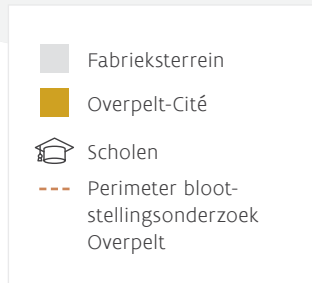 Fabrieksterrein
Overpelt-Cité
Scholen
Perimeter bloot-
stellingsonderzoek
Overpelt